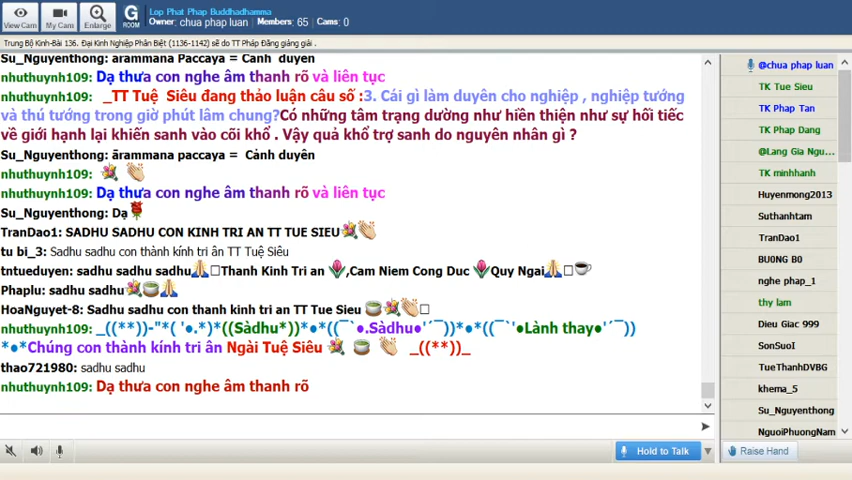 View Cam
My Cam
Enlarge
G
ROOM
Lop Phat Phap Buddhadhamma
Owner: chua phap luan Members: 65 Cams: 0
Trung Bộ Kinh-Bài 136. Đại Kinh Nghiệp Phân Biệt (1136-1142) sẽ do TT Pháp Đăng giảng giải .
Su_Nguyenthong: ārammana Paccaya = Cảnh duyên
nhuthuynh109: Dạ thưa con nghe âm thanh rõ và liên tục
nhuthuynh109: _TT Tuệ Siêu đang thảo luận câu số :3. Cái gì làm duyên cho nghiệp , nghiệp tướng
và thú tướng trong giờ phút lâm chung?Có những tâm trạng dường như hiền thiện như sự hối tiếc
về giới hạnh lại khiến sanh vào cõi khổ . Vậy quả khổ trợ sanh do nguyên nhân gì ?
Su_Nguyenthong: ārammana paccaya = Cảnh duyên
nhuthuynh109:
nhuthuynh109: Dạ thưa con nghe âm thanh rõ và liên tục
Su_Nguyenthong: Dạ
TranDao1: SADHU SADHU CON KINH TRI AN TT TUE SIEU
tu bi_3: Sadhu sadhu con thành kính tri ân TT Tuệ Siêu
tntueduyen: sadhu sadhu sadhu Thanh Kinh Tri an ,Cam Niem Cong Duc Quy Ngai
Phaplu: sadhu sadhu
HoaNguyet-8: Sadhu sadhu con thanh kinh tri an TT Tue Sieu
nhuthuynh109: _((**))-"*( '●.*)*((Sàdhu*))*●*((¯`●.Sàdhu●'´¯))*●*((¯`'●Lành thay●'´¯))
*●*Chúng con thành kính tri ân Ngài Tuệ Siêu _((**))_
thao721980: sadhu sadhu
nhuthuynh109: Dạ thưa con nghe âm thanh rõ
Hold to Talk
@chua phap luan
TK Tue Sieu
TK Phap Tan
TK Phap Dang
@Lang Gia Ngu...
TK minhhanh
Huyenmong2013
Suthanhtam
TranDao1
BU0NG B0
nghe phap_1
thy lam
Dieu Giac 999
SonSuoI
TueThanhDVBG
khema_5
Su_Nguyenthong
NguoiPhuongNam
Raise Hand